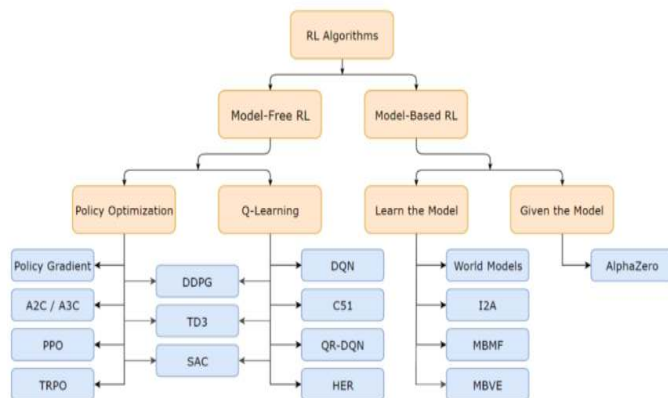 RL Algorithms
Model-Free RL
Model-Based RL
Policy Optimization
Q-Learning
Learn the Model
Given the Model
Policy Gradient
DDPG
DQN
World Models
AlphaZero
A2C / A3C
TD3
C51
I2A
PPO
SAC
QR-DQN
MBMF
TRPO
HER
MBVE